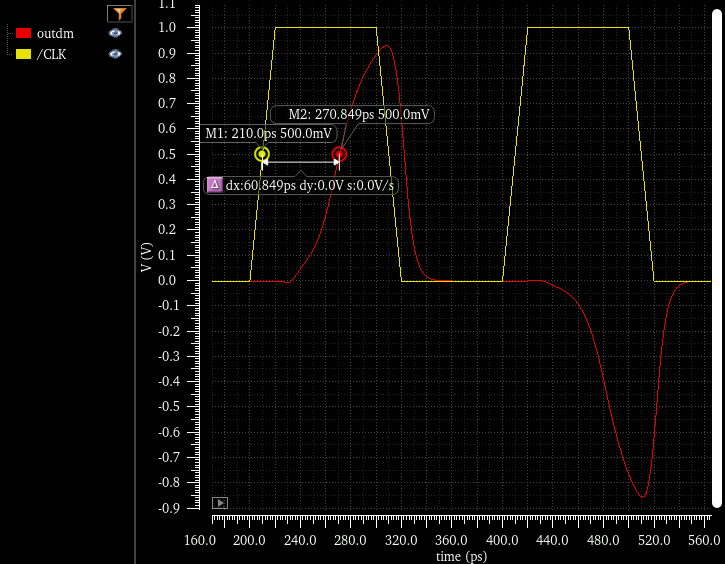 outdm
/CLK
V (V)
1.1
1.0
0.9
0.8
0.7
0.6
0.5
0.4
0.3
0.2
0.1
0.0
-0.1
-0.2
-0.3
-0.4
-0.5
-0.6
-0.7
-0.8
-0.9
M2: 270.849ps 500.0mV
M1: 210.0ps 500.0mV
Δ dx:60.849ps dy:0.0V s:0.0V/s
160.0 200.0 240.0 280.0 320.0 360.0 400.0 440.0 480.0 520.0 560.0
time (ps)